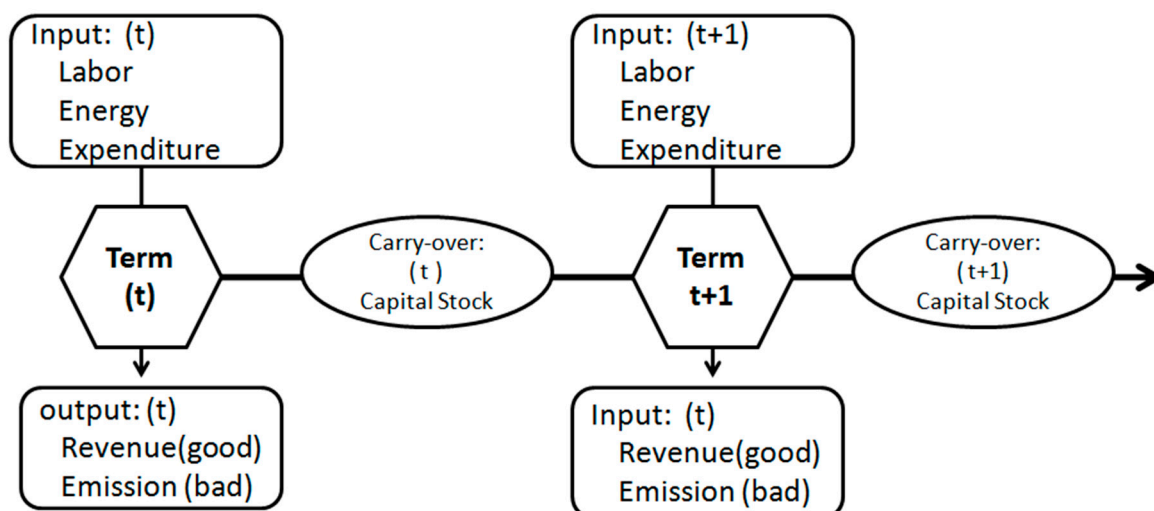 Input: (t)
Labor
Energy
Expenditure
Input: (t+1)
Labor
Energy
Expenditure
Term
(t)
Carry-over:
( t )
Capital Stock
Term
t+1
Carry-over:
( t+1)
Capital Stock
output: (t)
Revenue(good)
Emission (bad)
Input: (t)
Revenue(good)
Emission (bad)